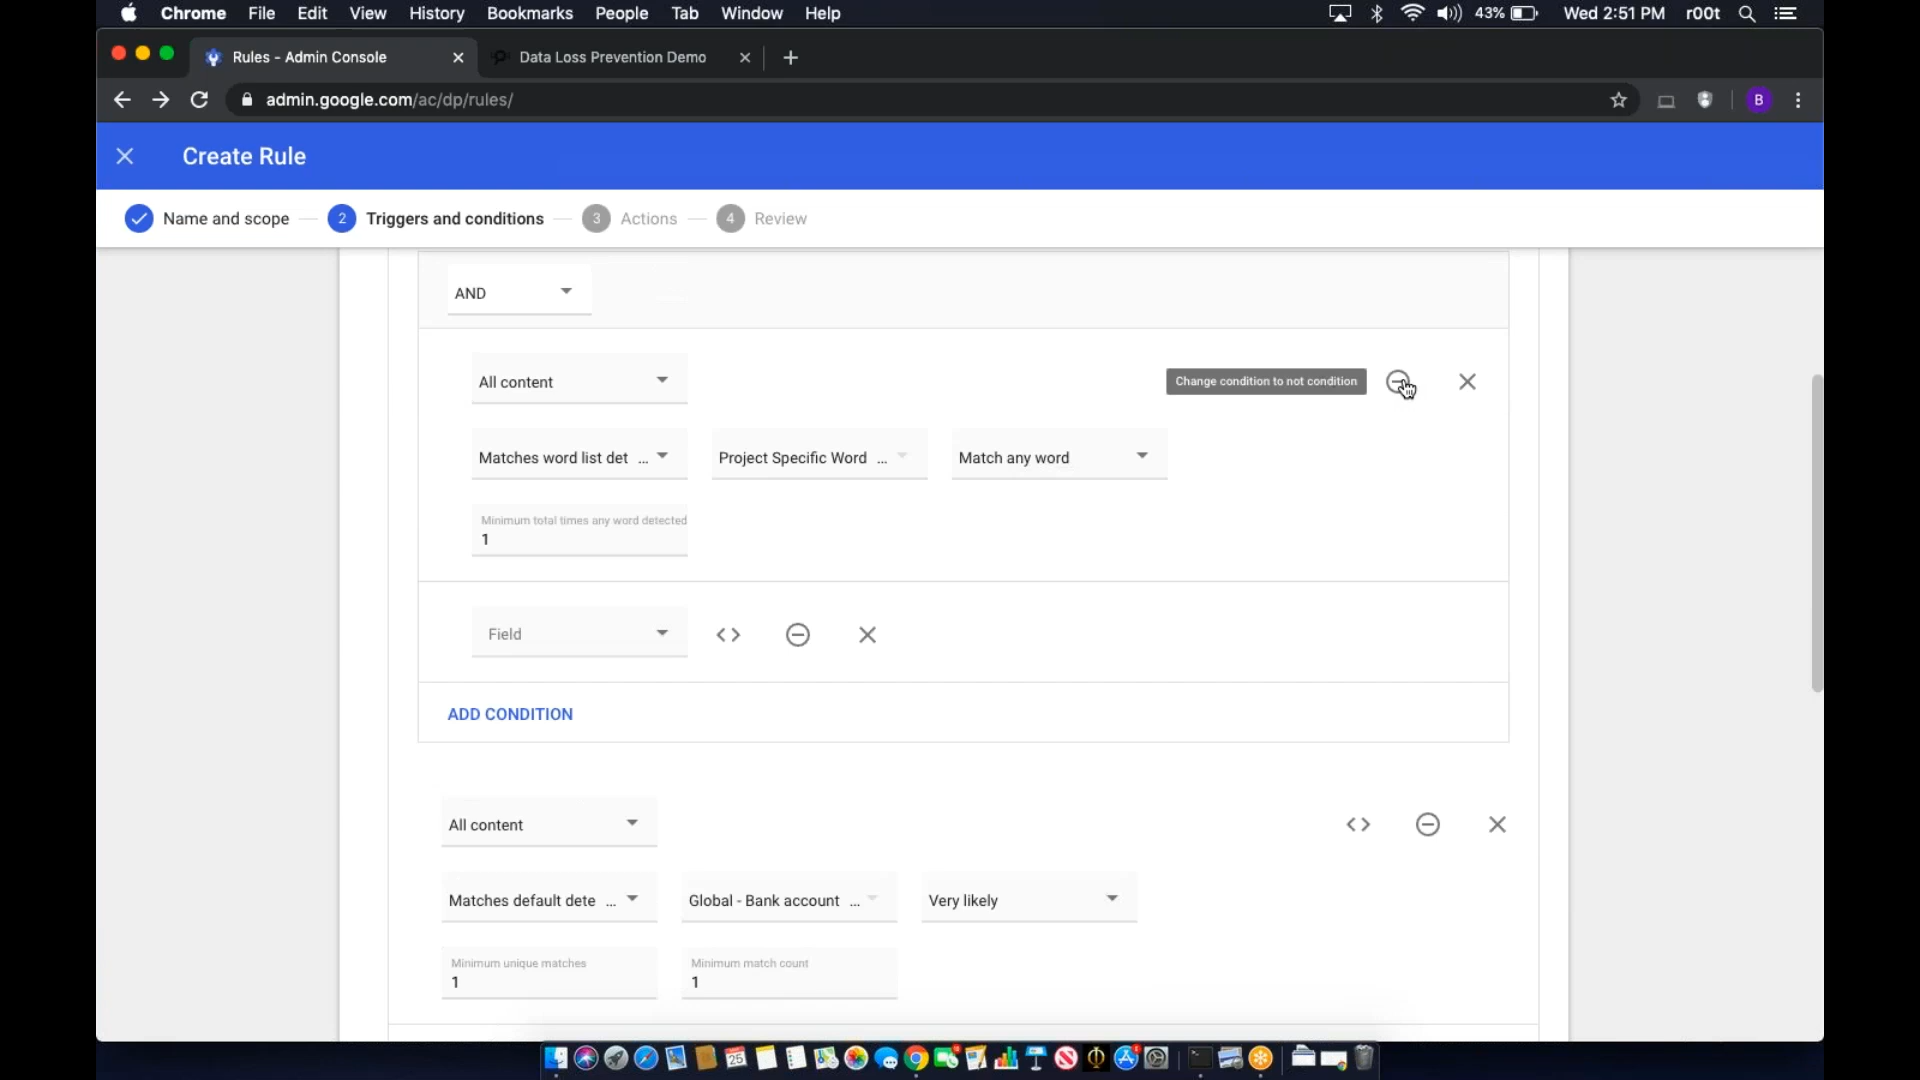 Chrome File Edit View History Bookmarks People Tab Window Help 43% Wed 2:51 PM r00t
Rules - Admin Console Data Loss Prevention Demo
admin.google.com/ac/dp/rules/ B
Create Rule
Name and scope 2 Triggers and conditions 3 Actions 4 Review
AND
All content Change condition to not condition
Matches word list det ... Project Specific Word ... Match any word
Minimum total times any word detected
1
Field
ADD CONDITION
All content
Matches default dete ... Global - Bank account ... Very likely
Minimum unique matches Minimum match count
1 1
25